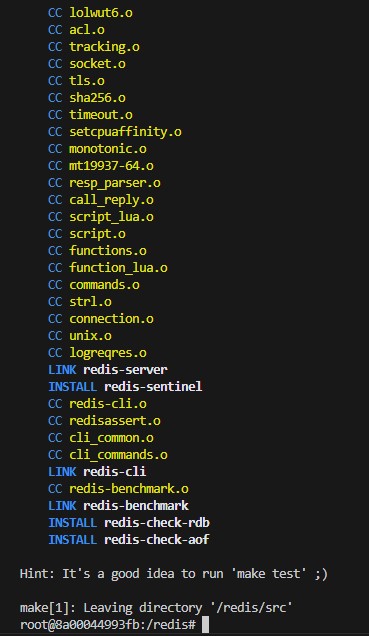 CC lolwut6.o
CC acl.o
CC tracking.o
CC socket.o
CC tls.o
CC sha256.o
CC timeout.o
CC setcpuaffinity.o
CC monotonic.o
CC mt19937-64.o
CC resp_parser.o
CC call_reply.o
CC script_lua.o
CC script.o
CC functions.o
CC function_lua.o
CC commands.o
CC strl.o
CC connection.o
CC unix.o
CC logreqres.o
LINK redis-server
INSTALL redis-sentinel
CC redis-cli.o
CC redisassert.o
CC cli_common.o
CC cli_commands.o
LINK redis-cli
CC redis-benchmark.o
LINK redis-benchmark
INSTALL redis-check-rdb
INSTALL redis-check-aof
Hint: It's a good idea to run 'make test' ;)
make[1]: Leaving directory '/redis/src'
root@8a00044993fb:/redis#